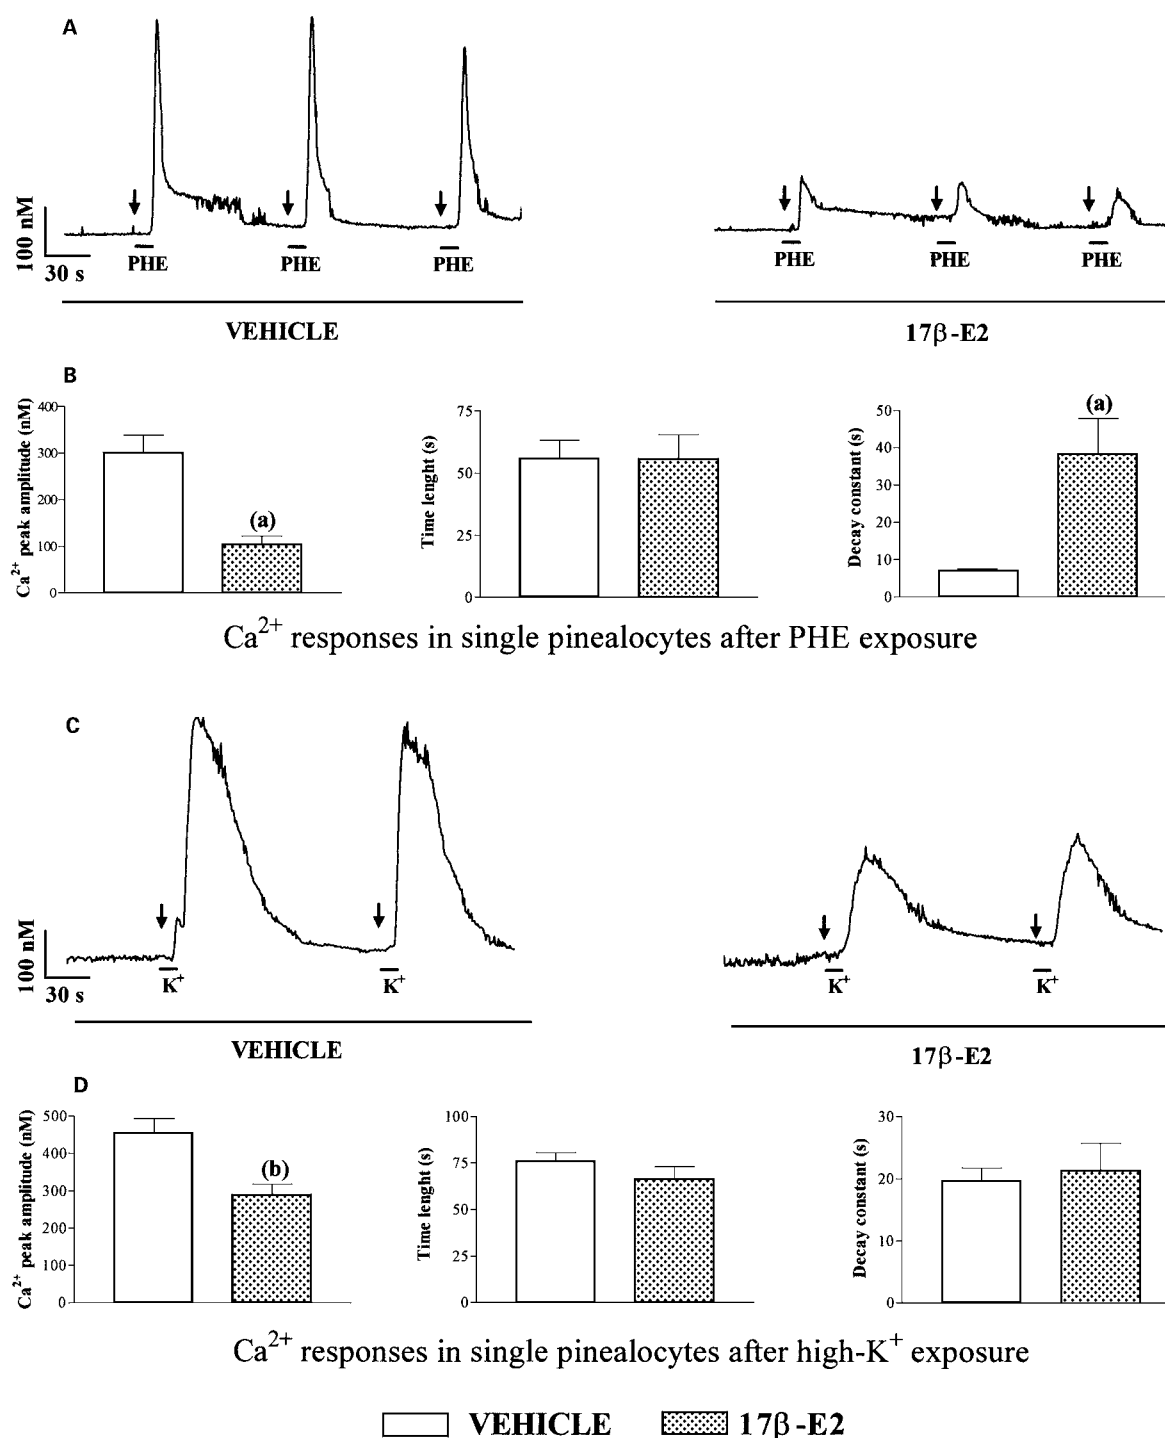 A
100 nM
30 s
PHE PHE PHE
PHE PHE PHE
VEHICLE
17β-E2
B
Ca²⁺ peak amplitude (nM)
400
300
200
100
0
(a)
Time lenght (s)
75
50
25
0
Decay constant (s)
50
40
30
20
10
0
(a)
Ca²⁺ responses in single pinealocytes after PHE exposure
C
100 nM
30 s
K⁺ K⁺
K⁺ K⁺
VEHICLE
17β-E2
D
Ca²⁺ peak amplitude (nM)
500
400
300
200
100
0
(b)
Time lenght (s)
100
75
50
25
0
Decay constant (s)
30
20
10
0
Ca²⁺ responses in single pinealocytes after high-K⁺ exposure
VEHICLE 17β-E2